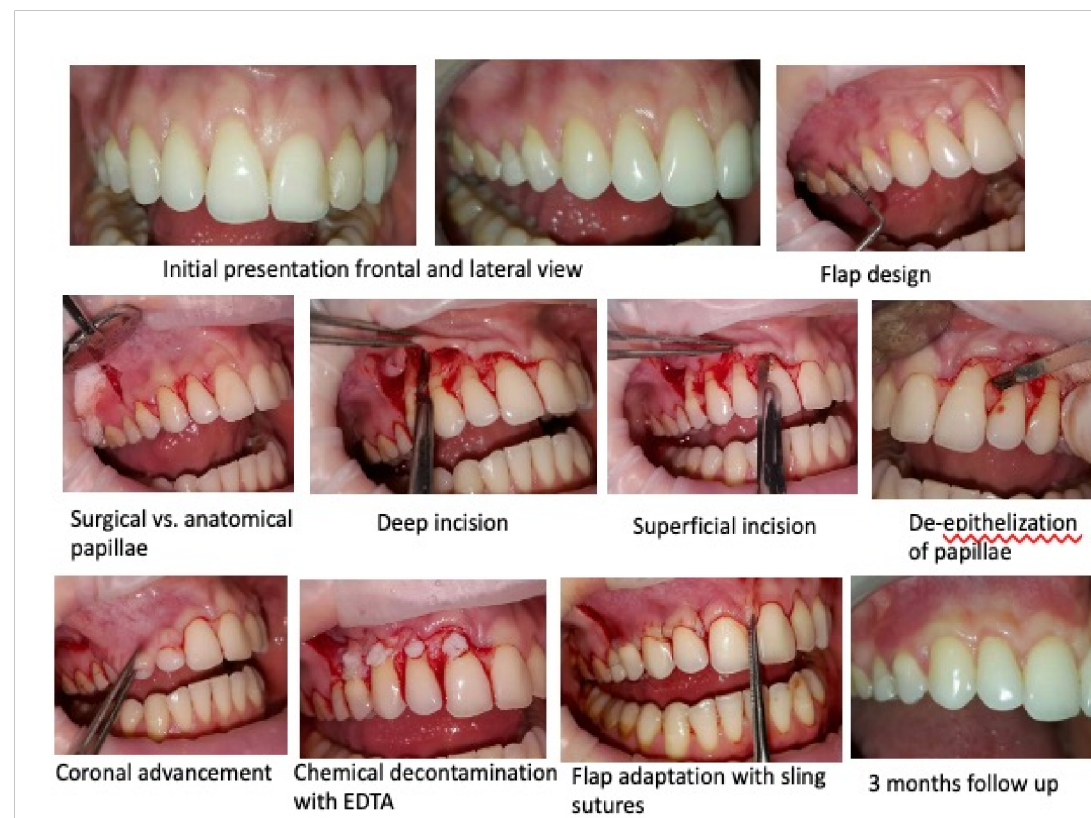 Initial presentation frontal and lateral view
Flap design
Surgical vs. anatomical
papillae
Deep incision
Superficial incision
De-epithelization
of papillae
Coronal advancement
Chemical decontamination
with EDTA
Flap adaptation with sling
sutures
3 months follow up